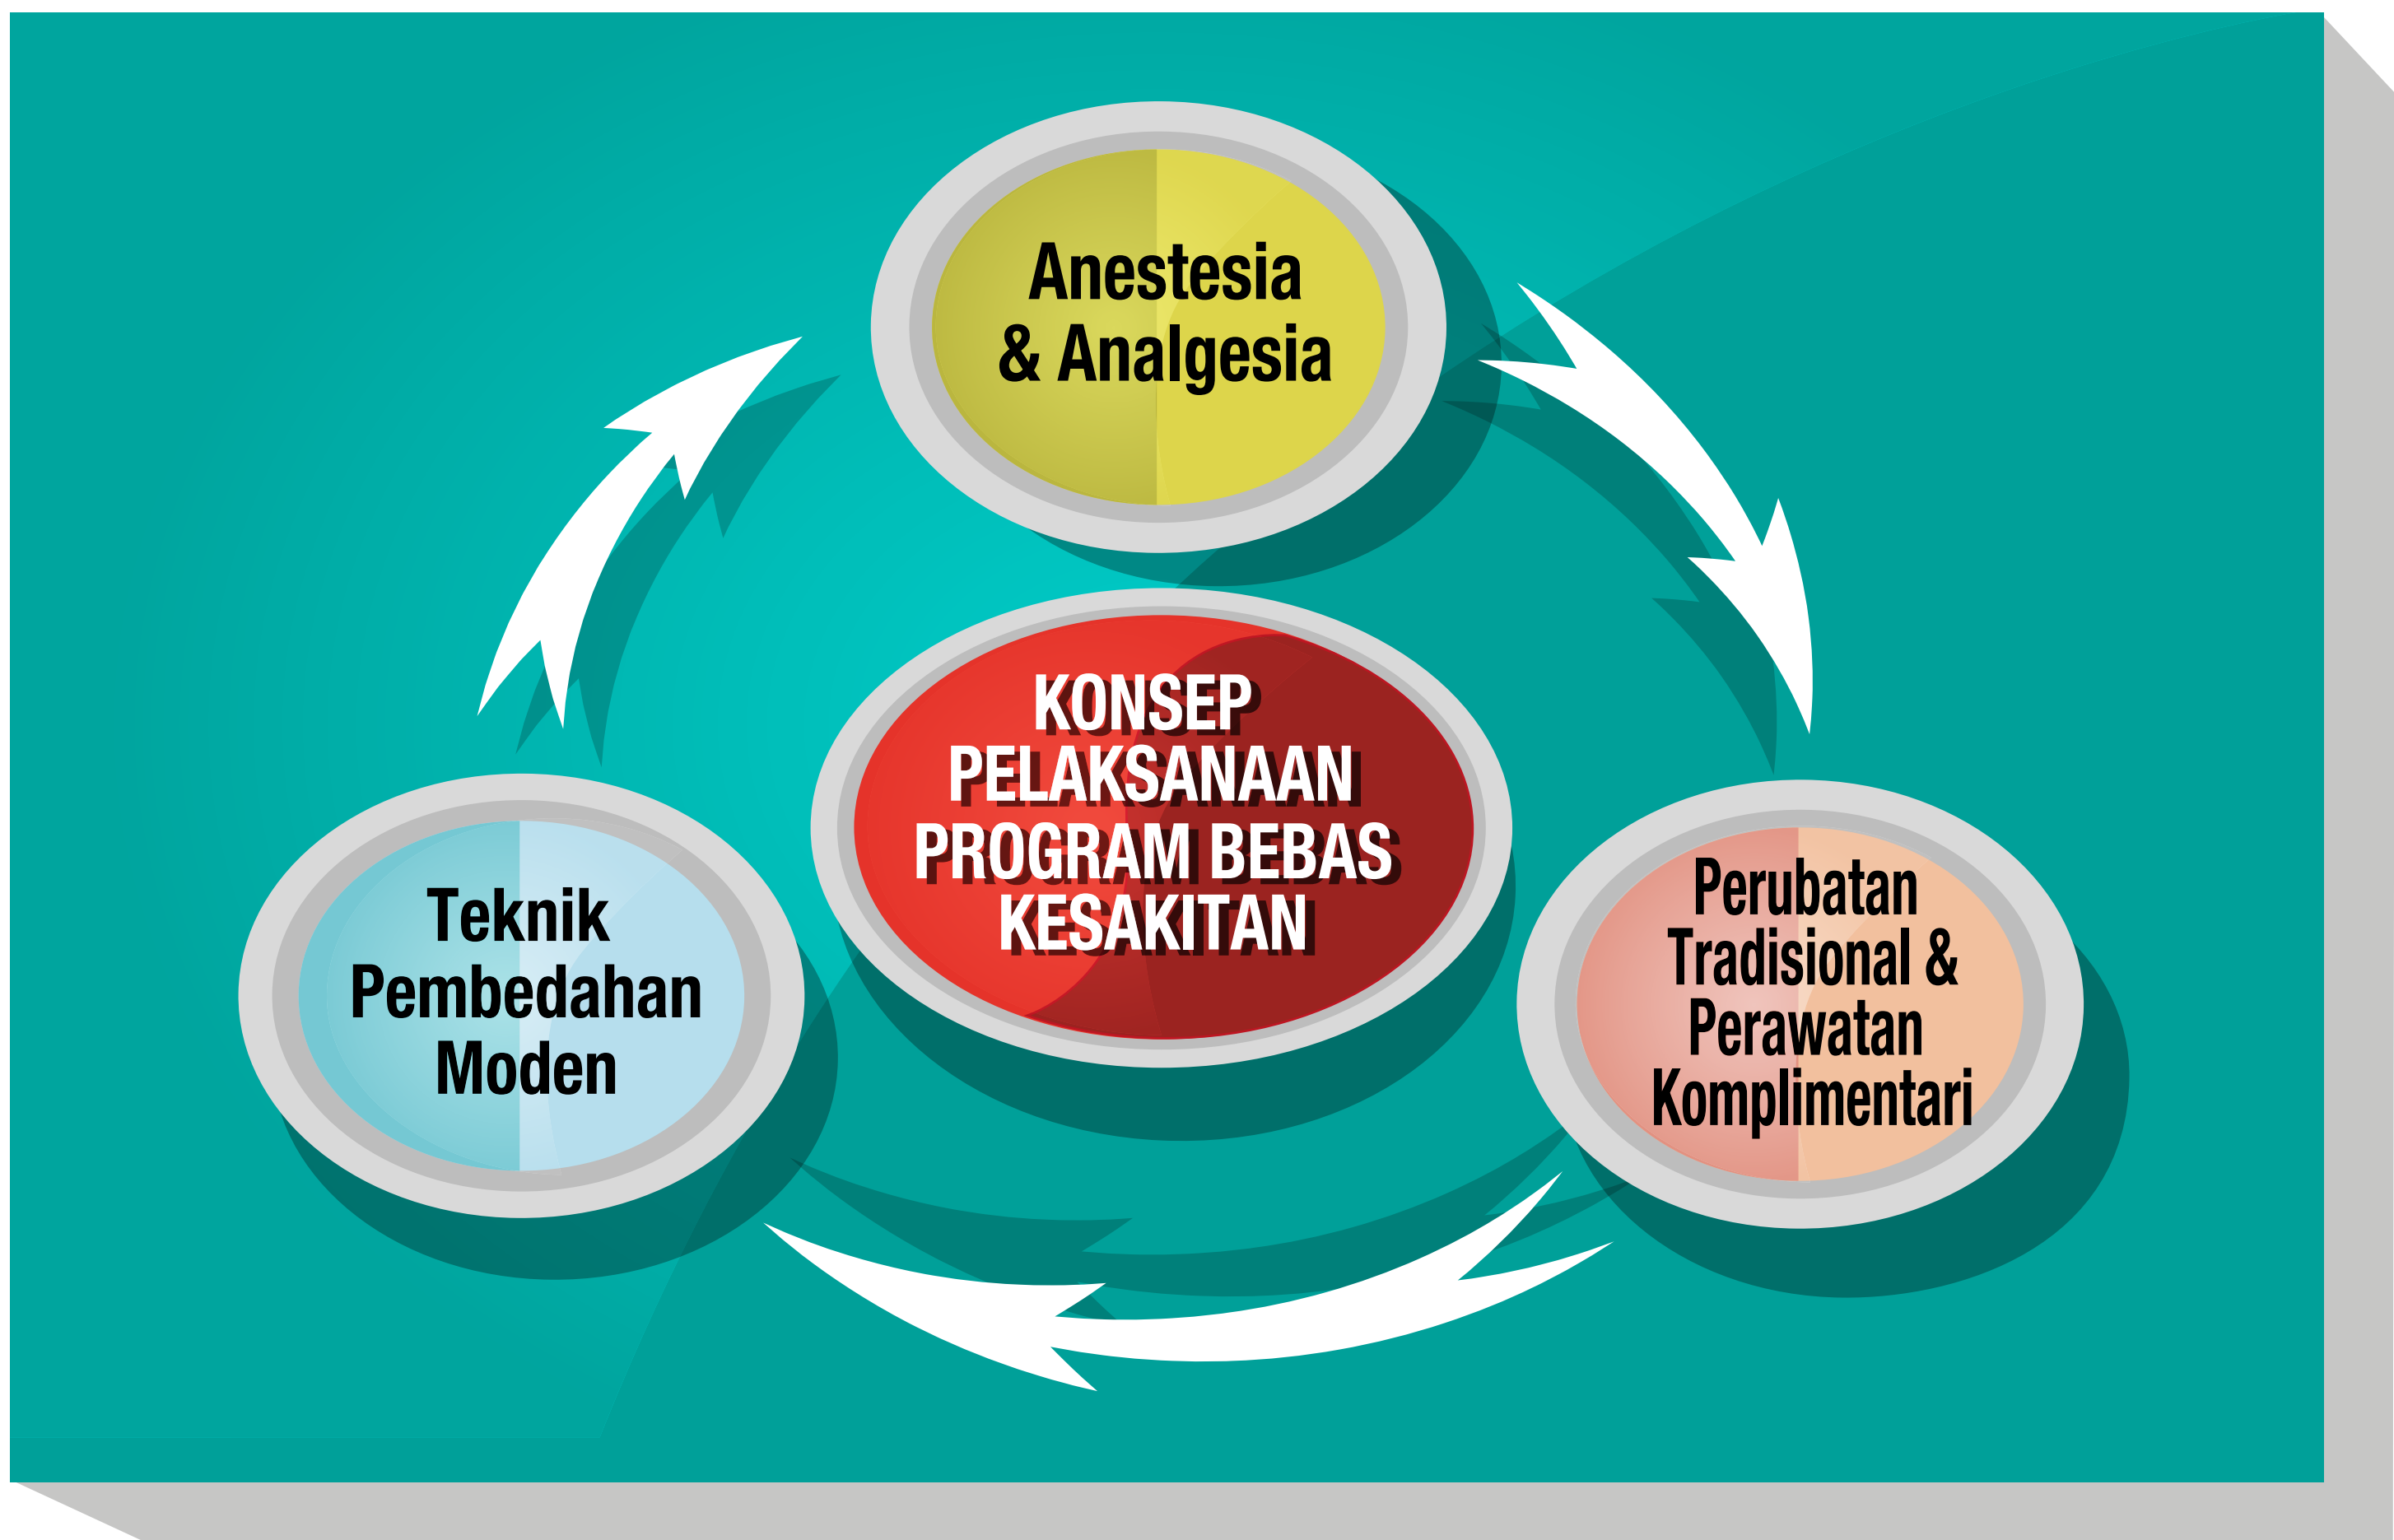 Anestesia
& Analgesia
KONSEP
PELAKSANAAN
PROGRAM BEBAS
KESAKITAN
Teknik
Pembedahan
Moden
Perubatan
Tradisional &
Perawatan
Komplimentari